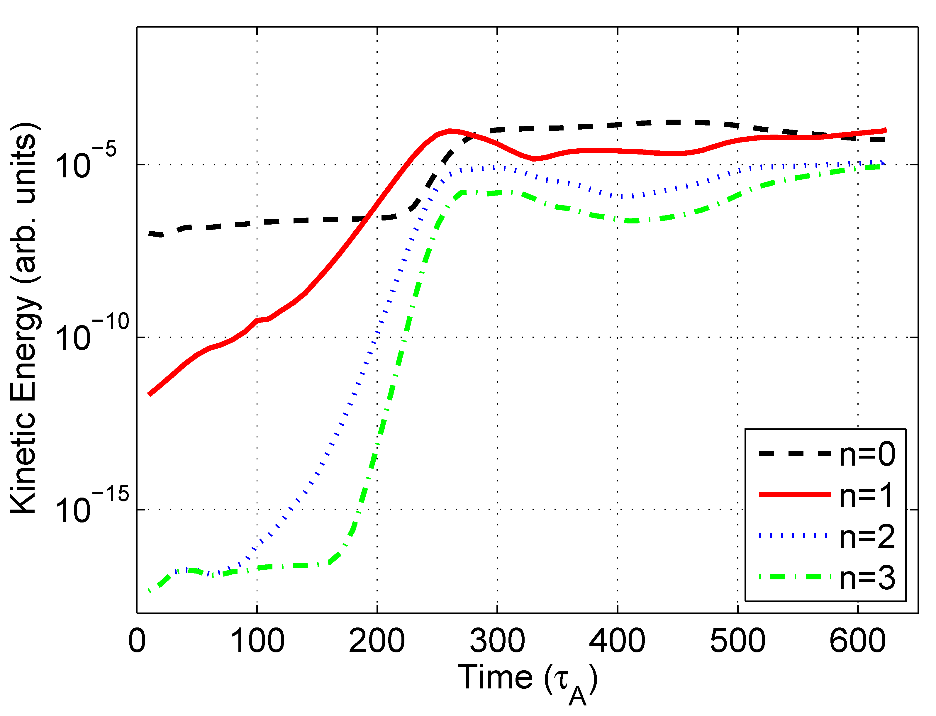 Kinetic Energy (arb. units)
10⁻⁵
10⁻¹⁰
10⁻¹⁵
0 100 200 300 400 500 600
Time (τ_A)
n=0
n=1
n=2
n=3